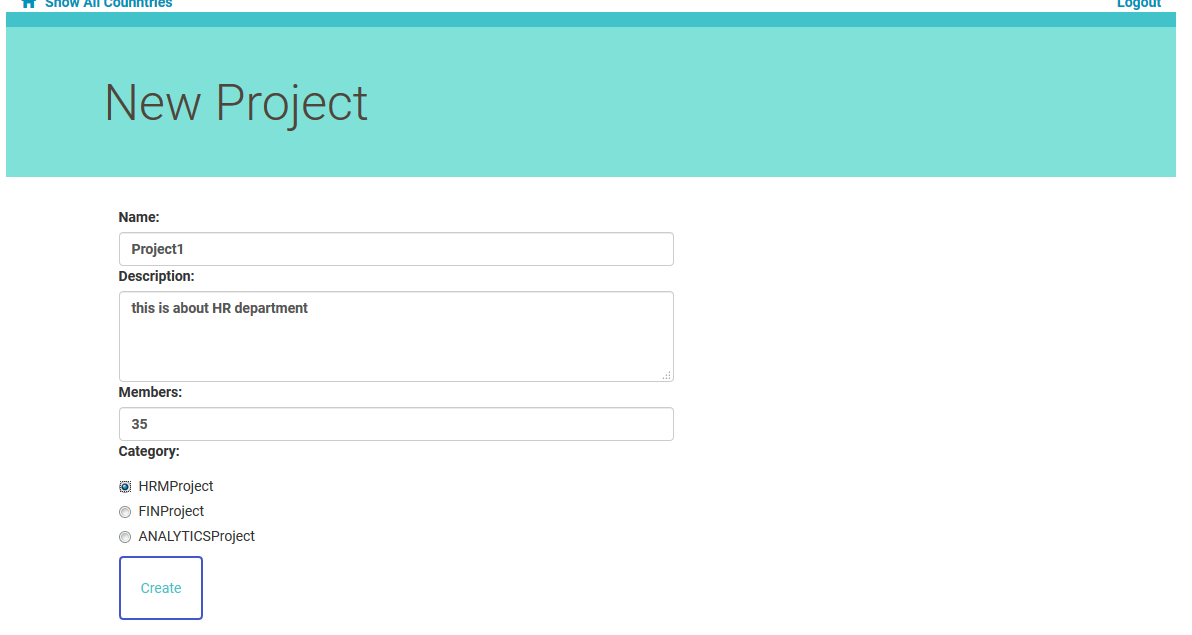 Show All Counntries
Logout
New Project
Name:
Project1
Description:
this is about HR department
Members:
35
Category:
HRMProject
FINProject
ANALYTICSProject
Create